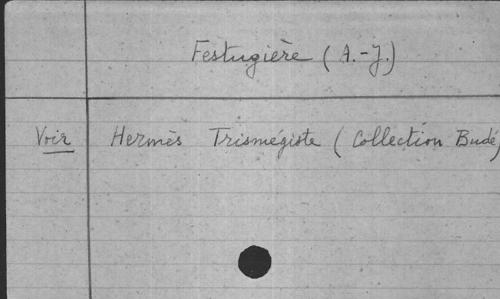 Festugière (A.-J.)
Voir Hermès Trismégiste (Collection Budé)